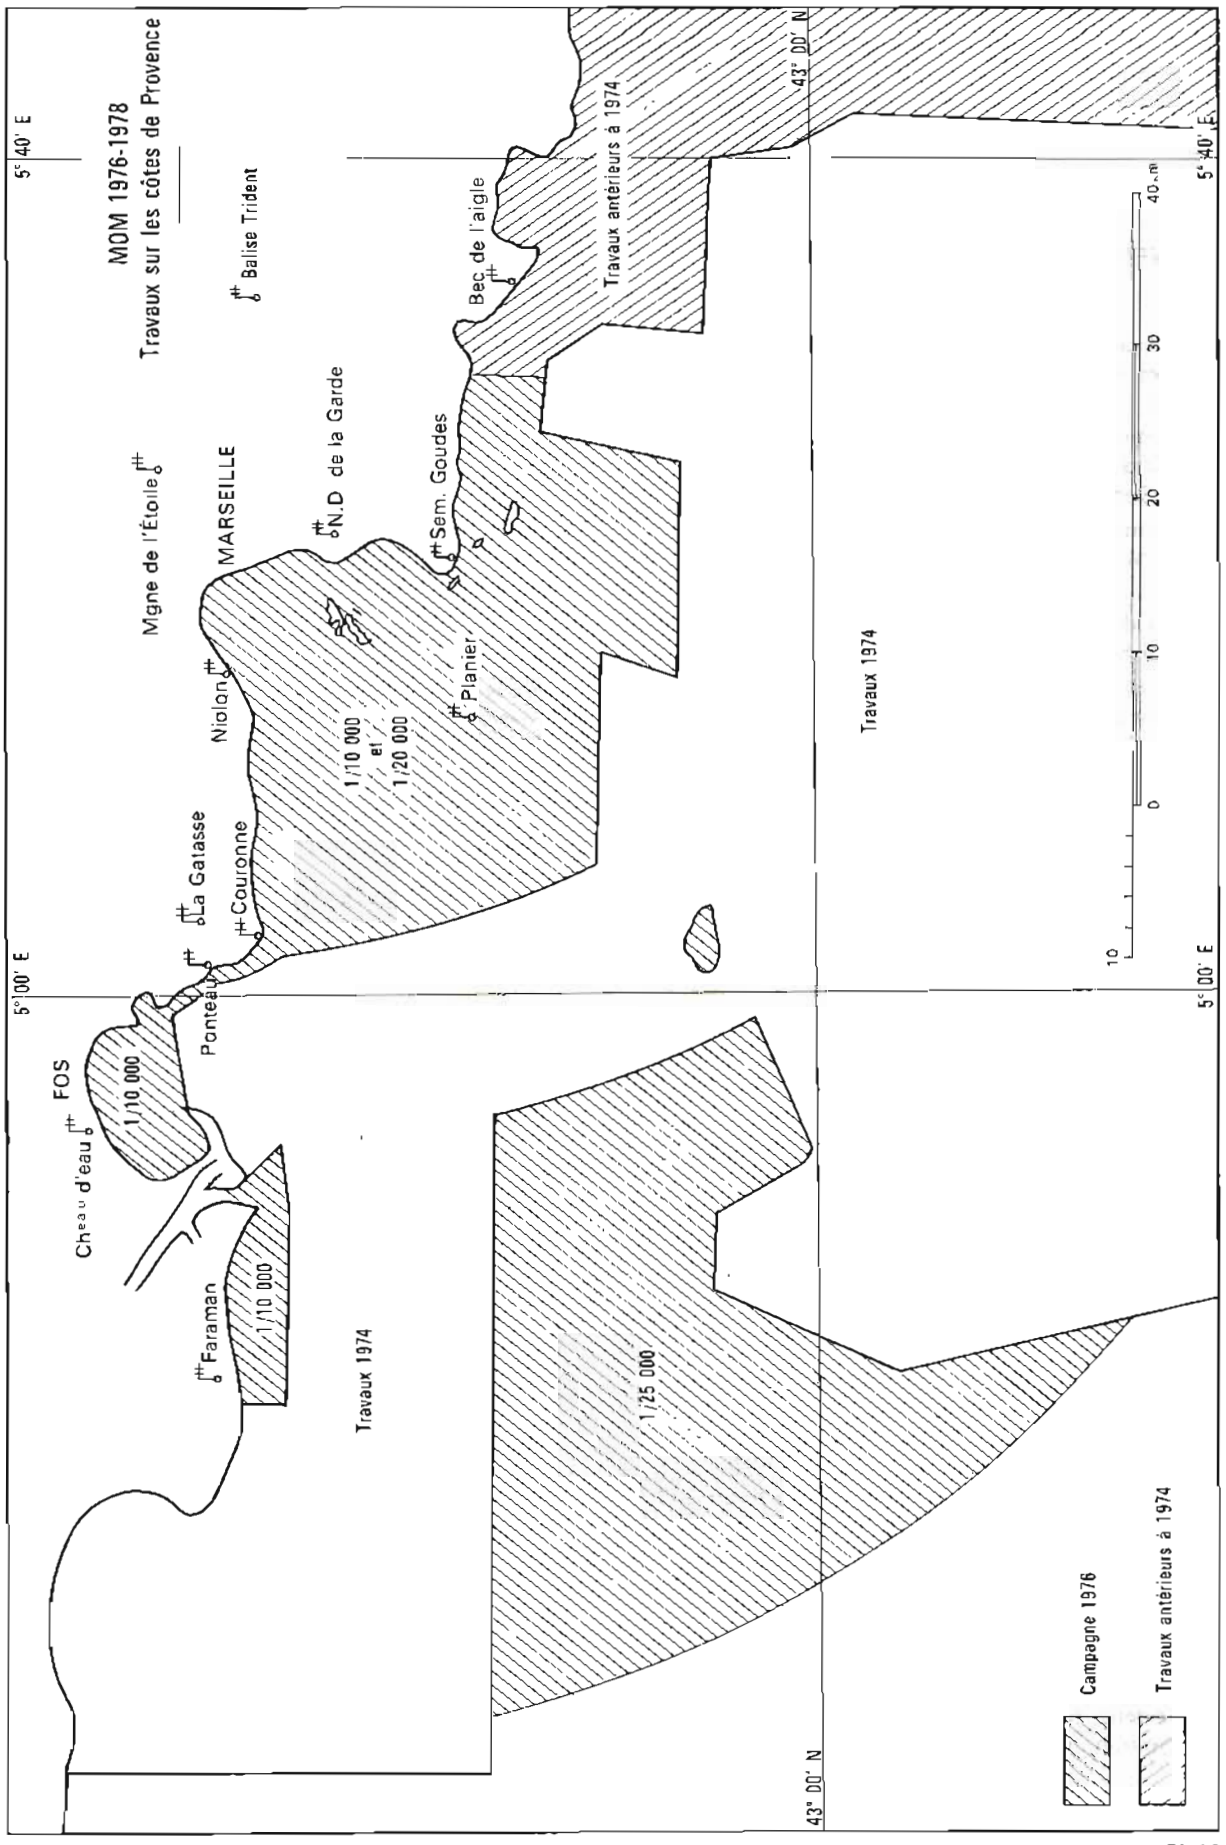 MOM 1976-1978
Travaux sur les côtes de Provence
5° 00' E
5° 40' E
Cheau d'eau
FOS
1/10 000
Ponteau
La Gatasse
Couronne
Niolon
Mgne de l'Étoile
MARSEILLE
N.D de la Garde
Balise Trident
Faraman
1/10 000
1/10 000
et
1/20 000
Planier
Sem. Goudes
Bec de l'aigle
Travaux antérieurs à 1974
Travaux 1974
1/25 000
Travaux 1974
43° 00' N
43° 00' N
Campagne 1976
Travaux antérieurs à 1974
10
0
10
20
30
5° 00' E
5° 40' E